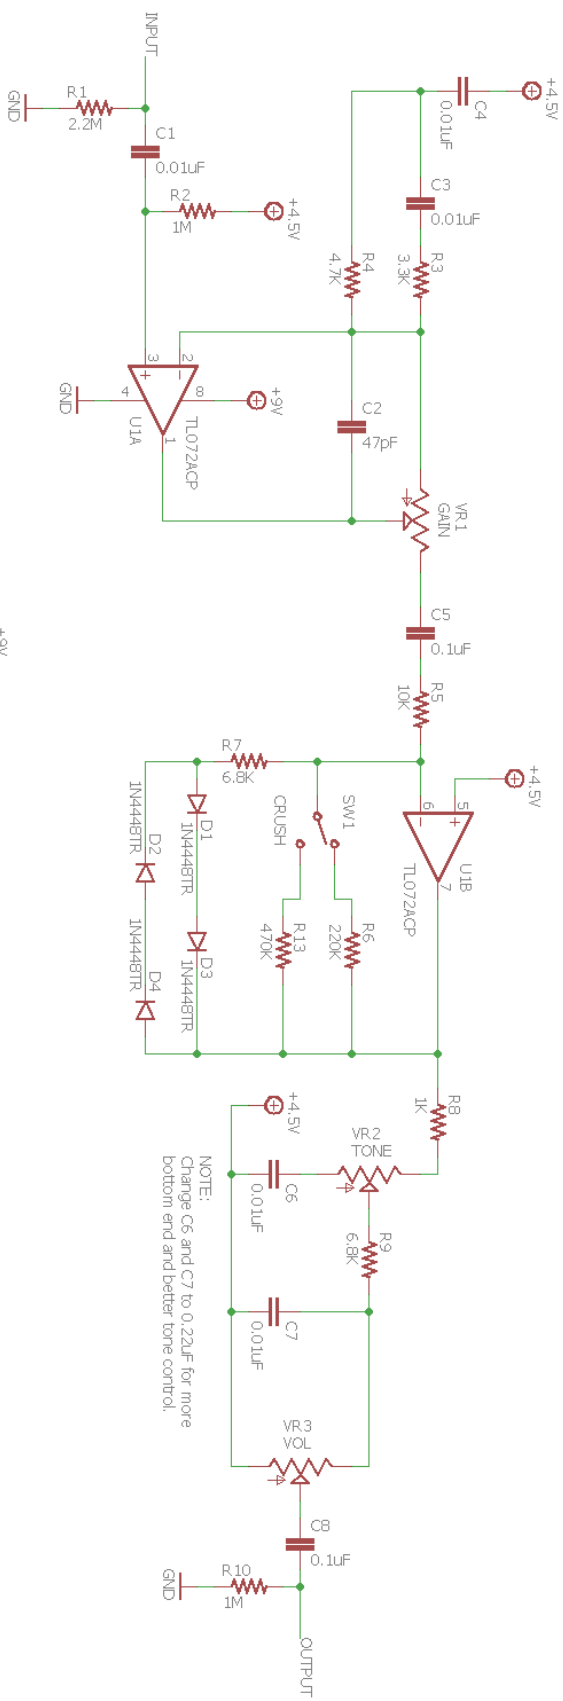 INPUT
GND
R1
2.2M
C1
0.01uF
R2
1M
+4.5V
+4.5V
C4
0.01uF
C3
0.01uF
R4
4.7K
R3
3.3K
3
2
+
-
4
8
1
GND
+9V
U1A
TL072ACP
C2
47pF
VR1
GAIN
C5
0.1uF
R5
10K
+9V
R7
6.8K
+4.5V
5
6
+
-
7
U1B
TL072ACP
SW1
CRUSH
D1
1N4448TR
D2
1N4448TR
D3
1N4448TR
D4
1N4448TR
R13
470K
R6
220K
R8
1K
+4.5V
VR2
TONE
C6
0.01uF
R9
6.8K
C7
0.01uF
NOTE:
Change C6 and C7 to 0.22uF for more
bottom end and better tone control.
VR3
VOL
C8
0.1uF
R10
1M
GND
OUTPUT